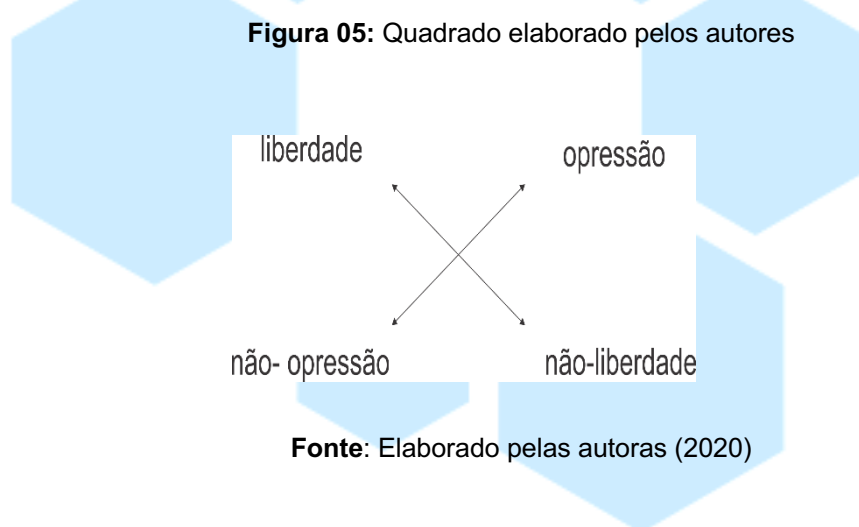 Figura 05: Quadrado elaborado pelos autores
liberdade
opressão
não- opressão
não-liberdade
Fonte: Elaborado pelas autoras (2020)